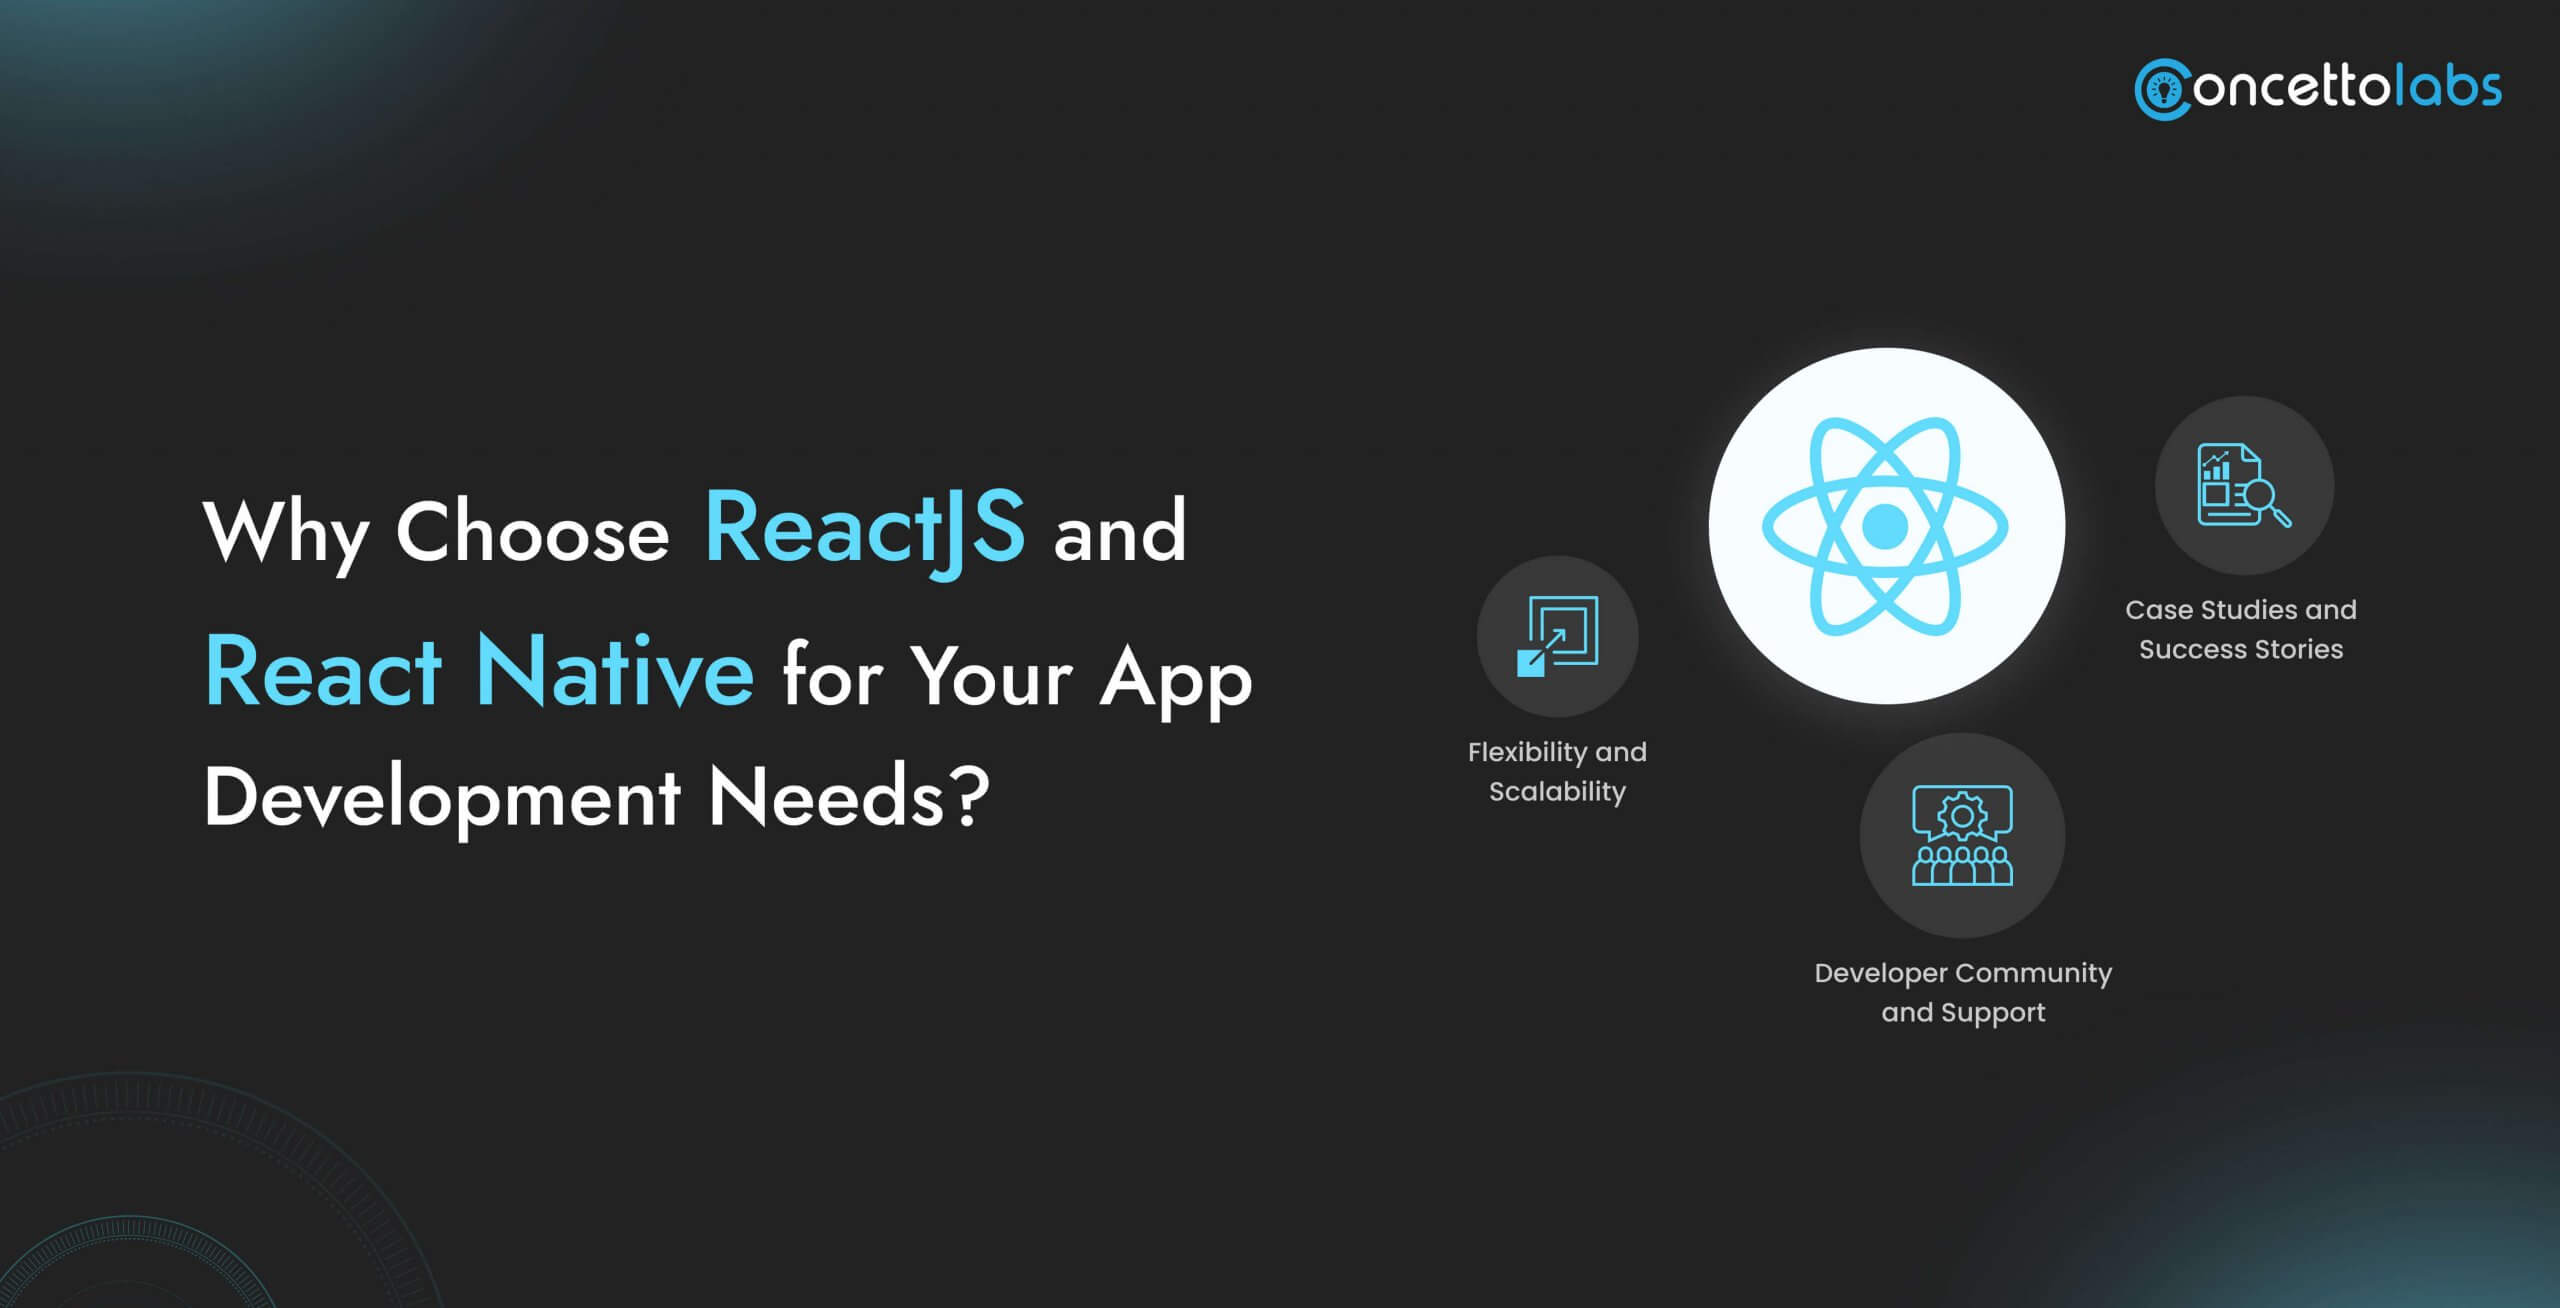 Concettolabs
Why Choose ReactJS and
React Native for Your App
Development Needs?
Case Studies and
Success Stories
Flexibility and
Scalability
Developer Community
and Support